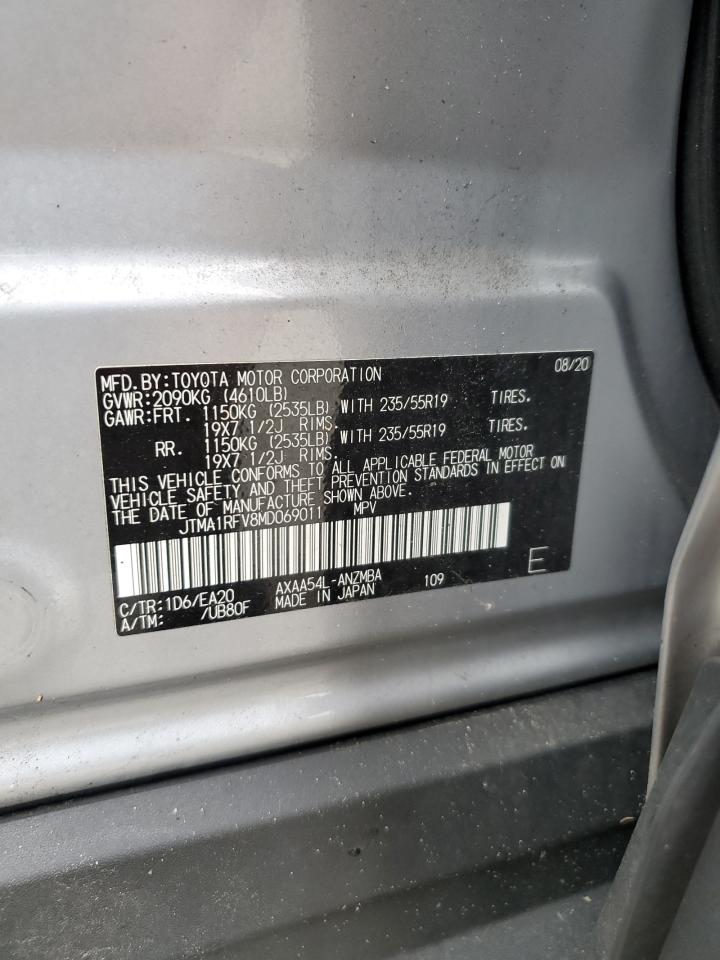 MFD.BY:TOYOTA MOTOR CORPORATION 08/20
GVWR:2090KG (4610LB)
GAWR:FRT. 1150KG (2535LB) WITH 235/55R19 TIRES.
19X7 1/2J RIMS.
RR. 1150KG (2535LB) WITH 235/55R19 TIRES.
19X7 1/2J RIMS.
THIS VEHICLE CONFORMS TO ALL APPLICABLE FEDERAL MOTOR
VEHICLE SAFETY AND THEFT PREVENTION STANDARDS IN EFFECT ON
THE DATE OF MANUFACTURE SHOWN ABOVE.
JTMA1RFV8MD069011 MPV
C/TR:1D6/EA20 AXAA54L-ANZMBA 109 E
A/TM: /UB80F MADE IN JAPAN